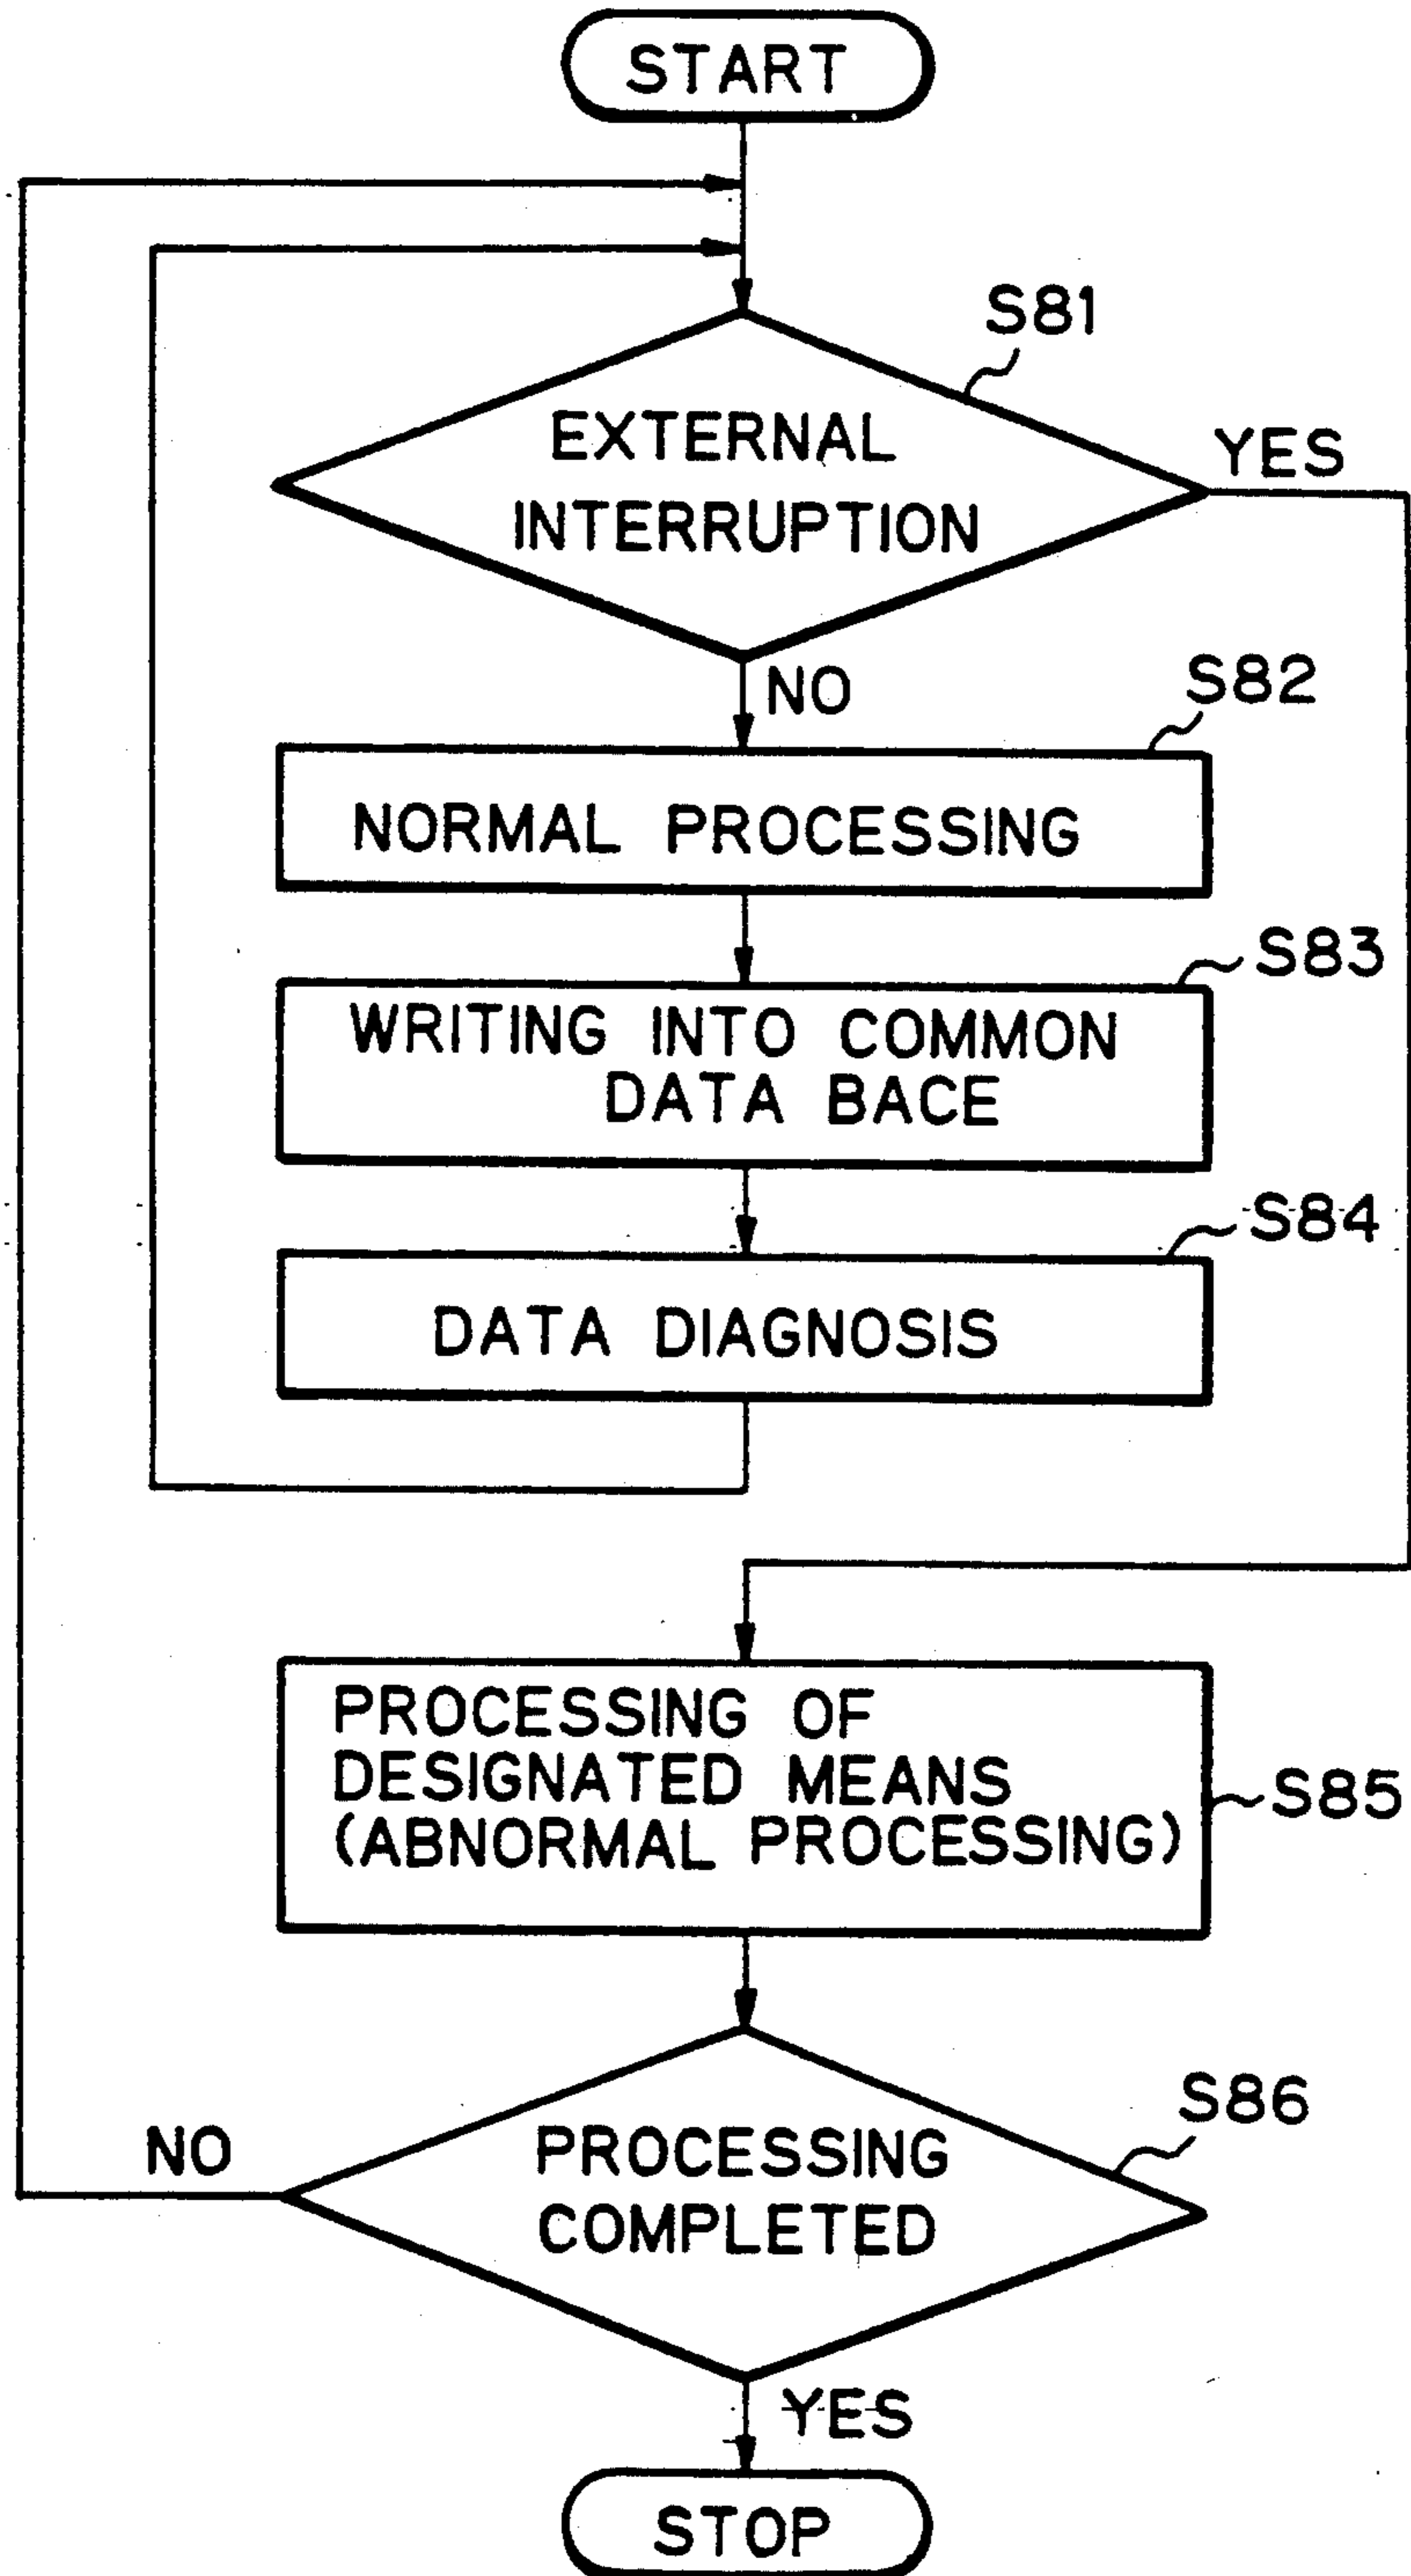 START
S81
EXTERNAL
INTERRUPTION
YES
NO
S82
NORMAL PROCESSING
S83
WRITING INTO COMMON
DATA BACE
S84
DATA DIAGNOSIS
PROCESSING OF
DESIGNATED MEANS
(ABNORMAL PROCESSING)
S85
S86
NO
PROCESSING
COMPLETED
YES
STOP